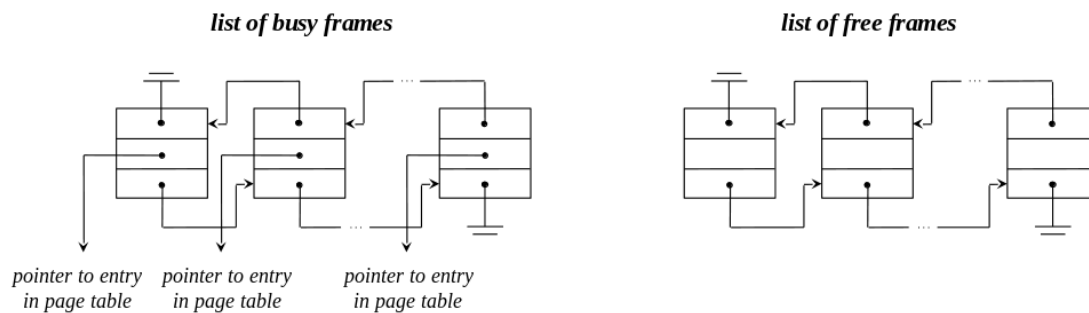 list of busy frames
list of free frames
...
...
...
...
pointer to entry
in page table
pointer to entry
in page table
pointer to entry
in page table